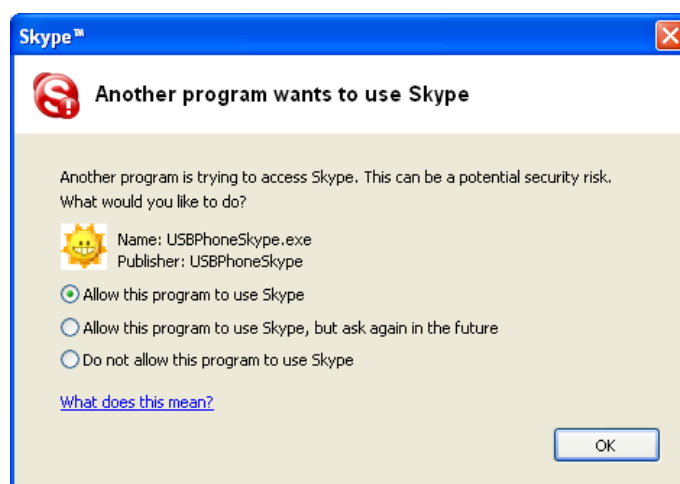 Skype™
Another program wants to use Skype
Another program is trying to access Skype. This can be a potential security risk.
What would you like to do?
Name: USBPhoneSkype.exe
Publisher: USBPhoneSkype
Allow this program to use Skype
Allow this program to use Skype, but ask again in the future
Do not allow this program to use Skype
What does this mean?
OK